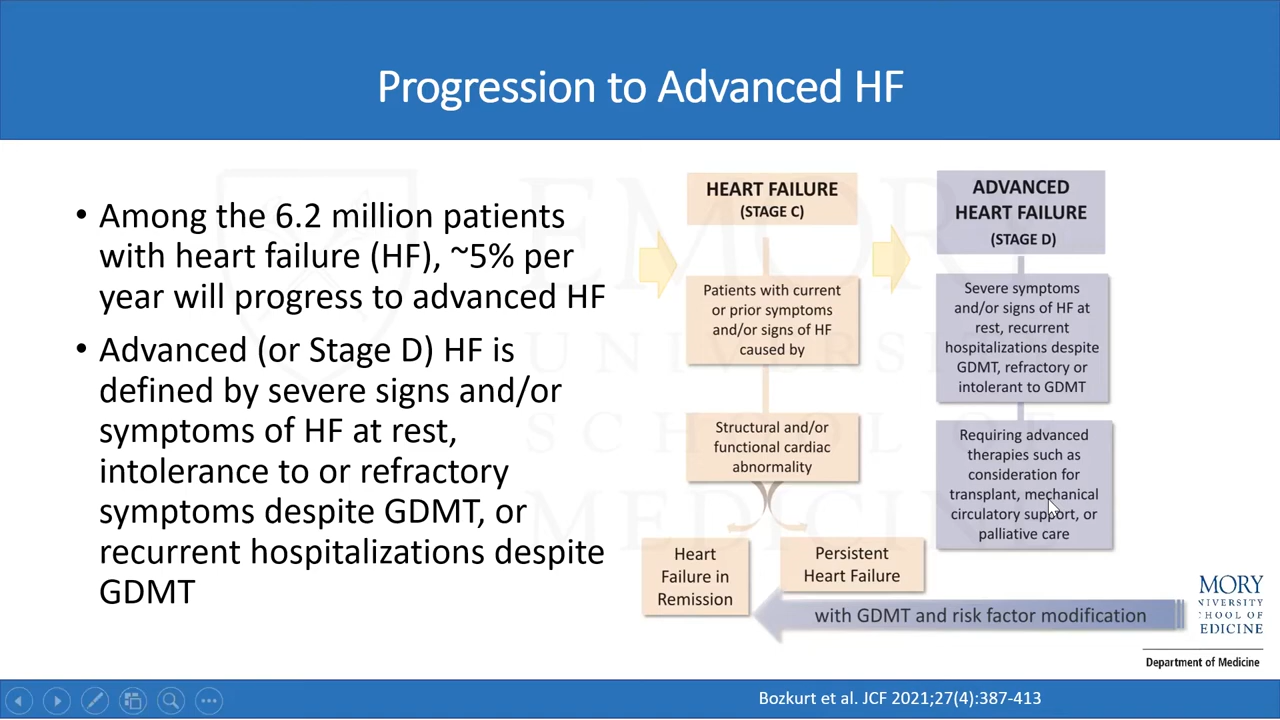 Progression to Advanced HF
• Among the 6.2 million patients
with heart failure (HF), ~5% per
year will progress to advanced HF
• Advanced (or Stage D) HF is
defined by severe signs and/or
symptoms of HF at rest,
intolerance to or refractory
symptoms despite GDMT, or
recurrent hospitalizations despite
GDMT
HEART FAILURE
(STAGE C)
Patients with current
or prior symptoms
and/or signs of HF
caused by
Structural and/or
functional cardiac
abnormality
Heart
Failure in
Remission
Persistent
Heart Failure
ADVANCED
HEART FAILURE
(STAGE D)
Severe symptoms
and/or signs of HF at
rest, recurrent
hospitalizations despite
GDMT, refractory or
intolerant to GDMT
Requiring advanced
therapies such as
consideration for
transplant, mechanical
circulatory support, or
palliative care
with GDMT and risk factor modification
EMORY
UNIVERSITY
SCHOOL OF
MEDICINE
MORY
NIVERSITY
HOOL OF
EDICINE
Department of Medicine
Bozkurt et al. JCF 2021;27(4):387-413